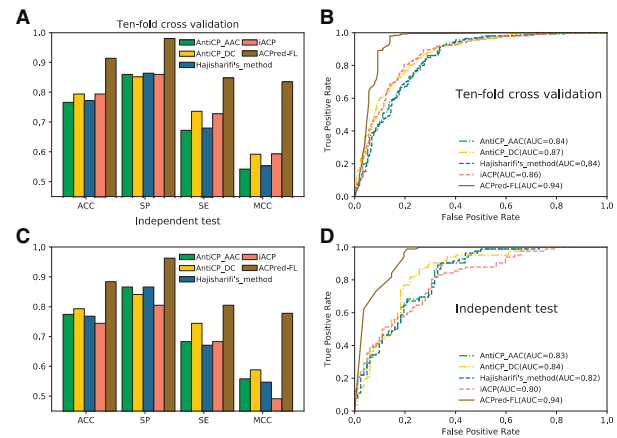 A
Ten-fold cross validation
1.0
0.9
0.8
0.7
0.6
0.5
AntiCP_AAC
AntiCP_DC
Hajisharifi's_method
iACP
ACPred-FL
ACC
SP
SE
MCC
B
True Positive Rate
1.0
0.8
0.6
0.4
0.2
0.0
Ten-fold cross validation
AntiCP_AAC(AUC=0.84)
AntiCP_DC(AUC=0.87)
Hajisharifi's_method(AUC=0.84)
iACP(AUC=0.86)
ACPred-FL(AUC=0.94)
0.0 0.2 0.4 0.6 0.8 1.0
False Positive Rate
C
Independent test
1.0
0.9
0.8
0.7
0.6
0.5
AntiCP_AAC
AntiCP_DC
Hajisharifi's_method
iACP
ACPred-FL
ACC
SP
SE
MCC
D
True Positive Rate
1.0
0.8
0.6
0.4
0.2
0.0
Independent test
AntiCP_AAC(AUC=0.83)
AntiCP_DC(AUC=0.84)
Hajisharifi's_method(AUC=0.82)
iACP(AUC=0.80)
ACPred-FL(AUC=0.94)
0.0 0.2 0.4 0.6 0.8 1.0
False Positive Rate